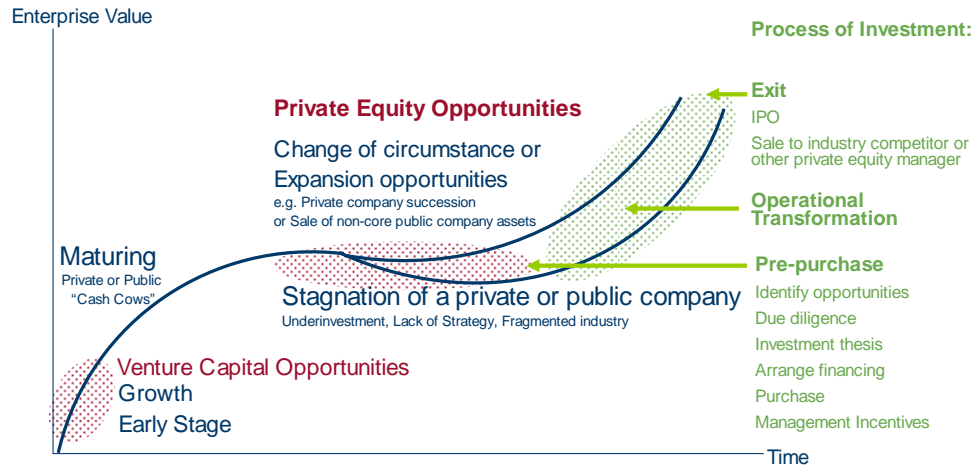 Enterprise Value
Process of Investment:
Exit
IPO
Sale to industry competitor or
other private equity manager
Private Equity Opportunities
Change of circumstance or
Expansion opportunities
e.g. Private company succession
or Sale of non-core public company assets
Operational
Transformation
Maturing
Private or Public
“Cash Cows”
Pre-purchase
Identify opportunities
Due diligence
Investment thesis
Arrange financing
Purchase
Management Incentives
Stagnation of a private or public company
Underinvestment, Lack of Strategy, Fragmented industry
Venture Capital Opportunities
Growth
Early Stage
Time